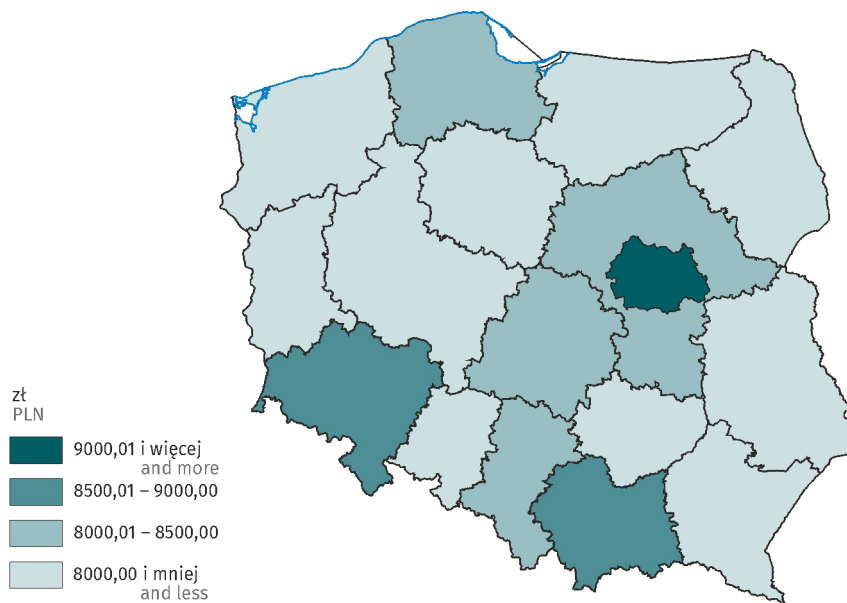 zł
PLN
9000,01 i więcej
and more
8500,01 – 9000,00
8000,01 – 8500,00
8000,00 i mniej
and less